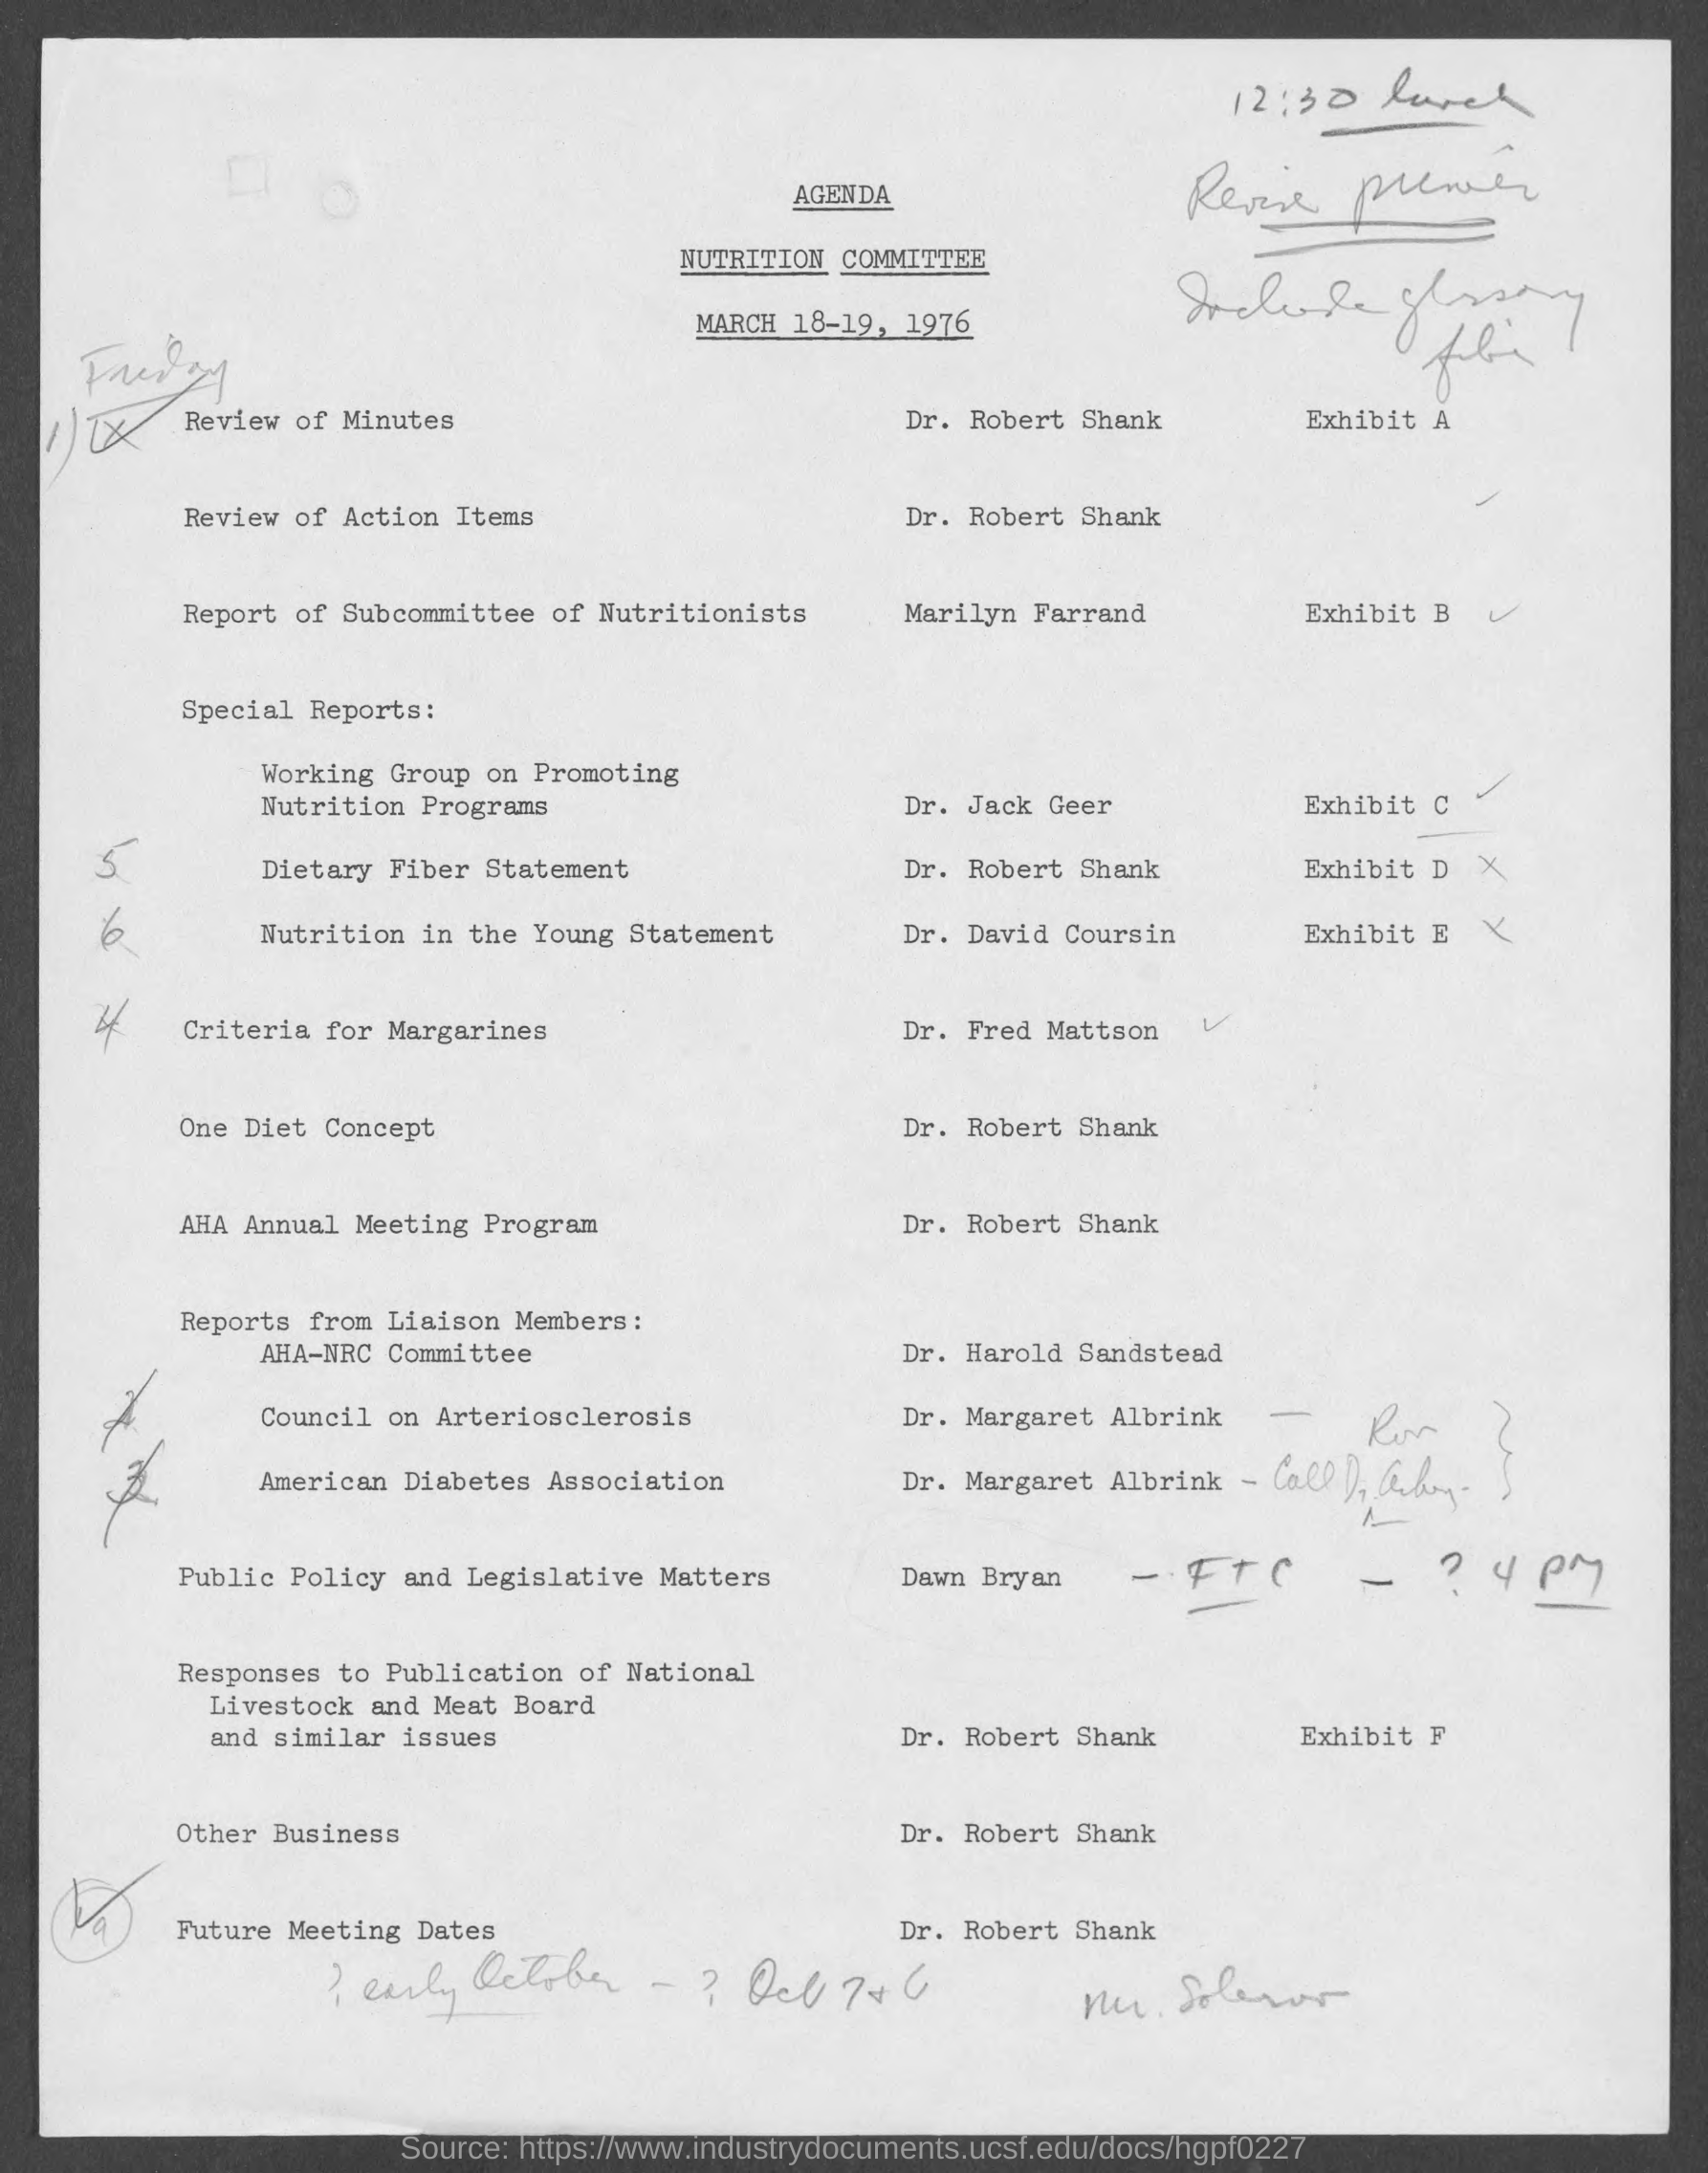 12:30 lunch
Revise primer
Include glossary
AGENDA
NUTRITION COMMITTEE
MARCH 18-19, 1976
Friday
1) Review of Minutes Dr. Robert Shank Exhibit A
Review of Action Items Dr. Robert Shank
Report of Subcommittee of Nutritionists Marilyn Farrand Exhibit B ✓
Special Reports:
Working Group on Promoting
Nutrition Programs Dr. Jack Geer Exhibit C ✓
5 Dietary Fiber Statement Dr. Robert Shank Exhibit D X
6 Nutrition in the Young Statement Dr. David Coursin Exhibit E X
4 Criteria for Margarines Dr. Fred Mattson ✓
One Diet Concept Dr. Robert Shank
AHA Annual Meeting Program Dr. Robert Shank
Reports from Liaison Members:
AHA-NRC Committee Dr. Harold Sandstead
2 Council on Arteriosclerosis Dr. Margaret Albrink -
3 American Diabetes Association Dr. Margaret Albrink - Call Dr.
Public Policy and Legislative Matters Dawn Bryan - FTC - ? 4 PM
Responses to Publication of National
Livestock and Meat Board
and similar issues Dr. Robert Shank Exhibit F
Other Business Dr. Robert Shank
Future Meeting Dates Dr. Robert Shank
? early October - ? Oct 7 + 6 Mr.
Source: https://www.industrydocuments.ucsf.edu/docs/hgpf0227